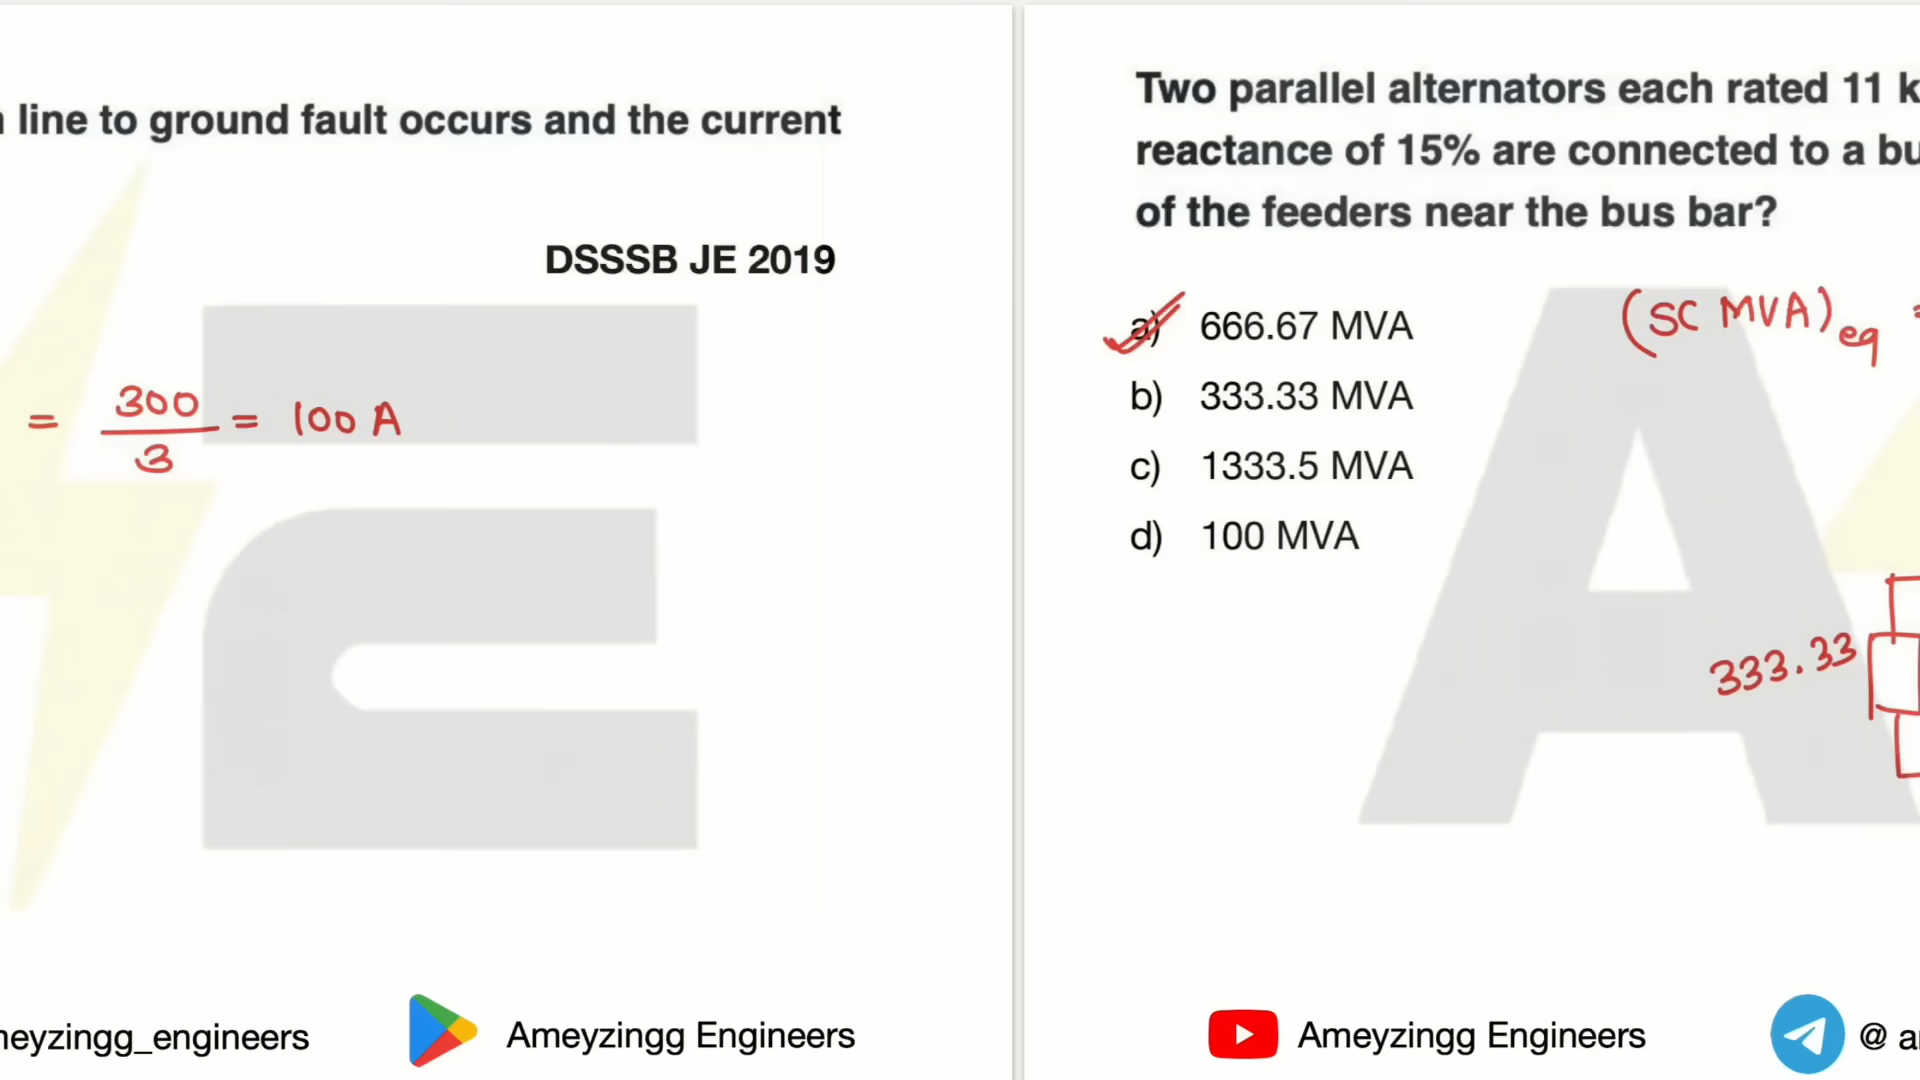 line to ground fault occurs and the current
DSSSB JE 2019
= 300 / 3 = 100 A
meyzingg_engineers
Ameyzingg Engineers
Two parallel alternators each rated 11 k
reactance of 15% are connected to a bu
of the feeders near the bus bar?
a) 666.67 MVA
(SC MVA)eq =
b) 333.33 MVA
c) 1333.5 MVA
d) 100 MVA
333.33
Ameyzingg Engineers
@ a